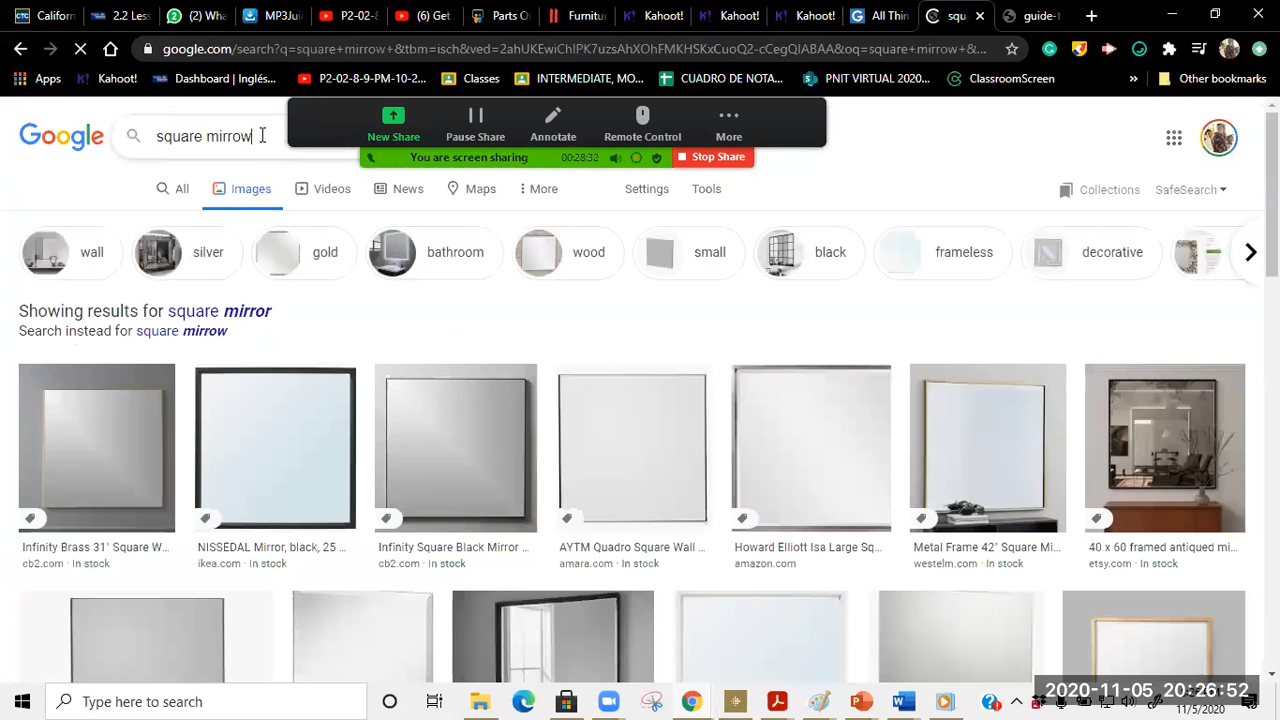 Californ
2.2 Less
(2) Wha
MP3Juic
P2-02-8
(6) Get
Parts O
Furnitu
Kahoot!
Kahoot!
Kahoot!
All Thin
squ
guide-t
google.com/search?q=square+mirrow+&tbm=isch&ved=2ahUKEwiChlPK7uzsAhXOhFMKHSKxCuoQ2-cCegQIABAA&oq=square+mirrow+&...
Apps
Kahoot!
Dashboard | Inglés...
P2-02-8-9-PM-10-2...
Classes
INTERMEDIATE, MO...
CUADRO DE NOTA...
PNIT VIRTUAL 2020...
ClassroomScreen
»
Other bookmarks
Google
square mirrow
New Share
Pause Share
Annotate
Remote Control
More
You are screen sharing
00:28:32
Stop Share
All
Images
Videos
News
Maps
More
Settings
Tools
Collections
SafeSearch
wall
silver
gold
bathroom
wood
small
black
frameless
decorative
Showing results for square mirror
Search instead for square mirrow
Infinity Brass 31" Square W...
cb2.com · In stock
NISSEDAL Mirror, black, 25 ...
ikea.com · In stock
Infinity Square Black Mirror ...
cb2.com · In stock
AYTM Quadro Square Wall ...
amara.com · In stock
Howard Elliott Isa Large Sq...
amazon.com
Metal Frame 42" Square Mi...
westelm.com · In stock
40 x 60 framed antiqued mi...
etsy.com · In stock
Type here to search
2020-11-05 20:26:52
11/5/2020